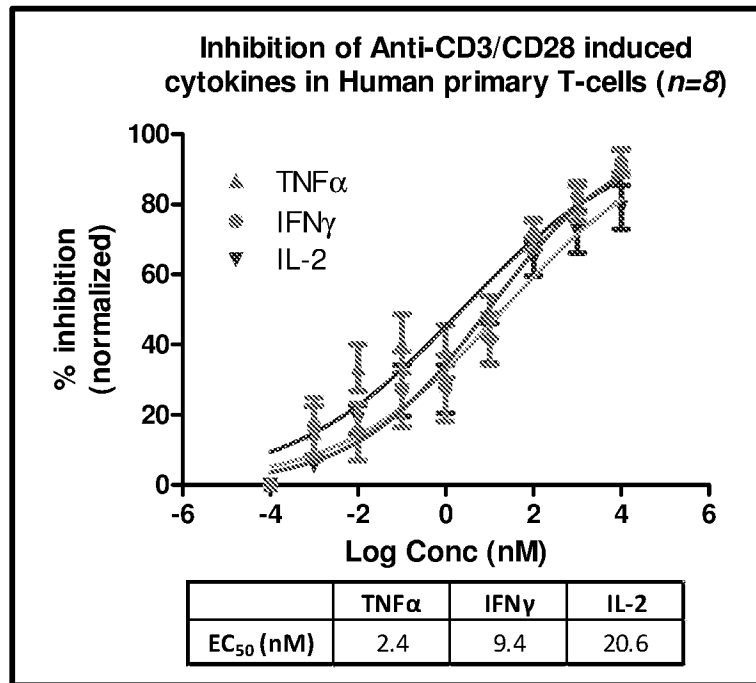 Inhibition of Anti-CD3/CD28 induced
cytokines in Human primary T-cells (n=8)
100
80
60
40
20
0
% inhibition
(normalized)
TNFα
IFNγ
IL-2
-6 -4 -2 0 2 4 6
Log Conc (nM)
TNFα IFNγ IL-2
EC50 (nM) 2.4 9.4 20.6